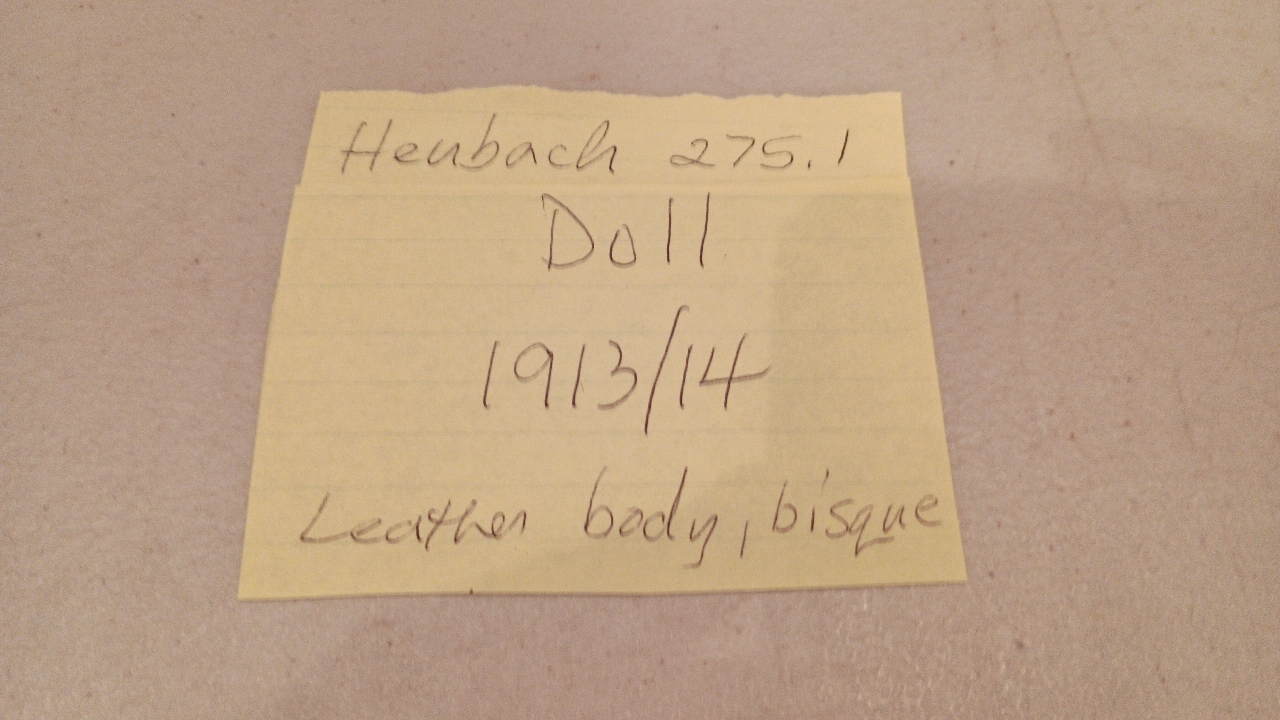 Heubach 275.1
Doll
1913/14
Leather body, bisque